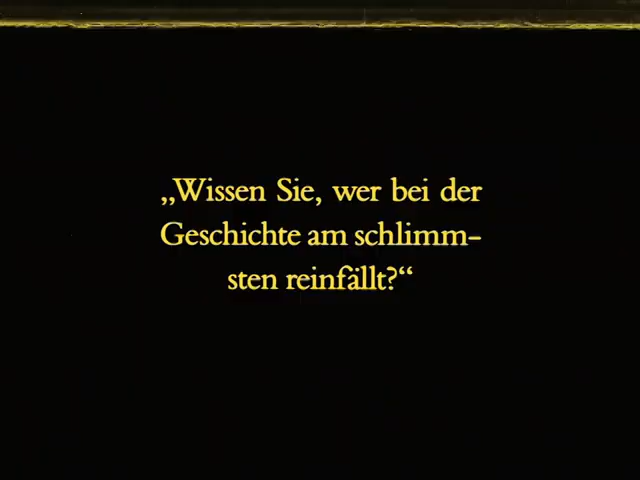 „Wissen Sie, wer bei der
Geschichte am schlimm-
sten reinfällt?“